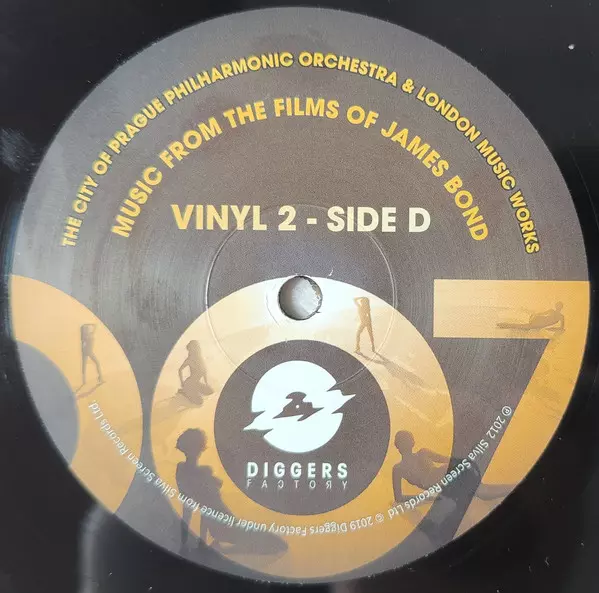 THE CITY OF PRAGUE PHILHARMONIC ORCHESTRA & LONDON MUSIC WORKS
MUSIC FROM THE FILMS OF JAMES BOND
VINYL 2 - SIDE D
007
DIGGERS
FACTORY
℗ 2012 Silva Screen Records Ltd © 2019 Diggers Factory under licence from Silva Screen Records Ltd.